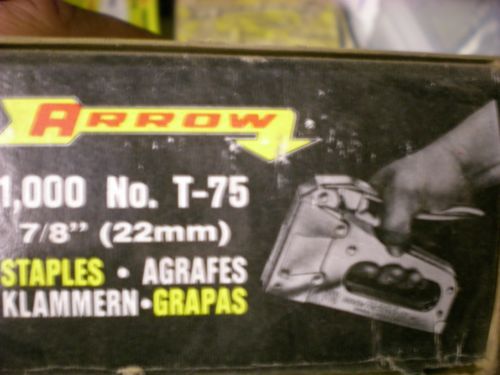 ARROW
1,000 No. T-75
7/8" (22mm)
STAPLES • AGRAFES
KLAMMERN • GRAPAS